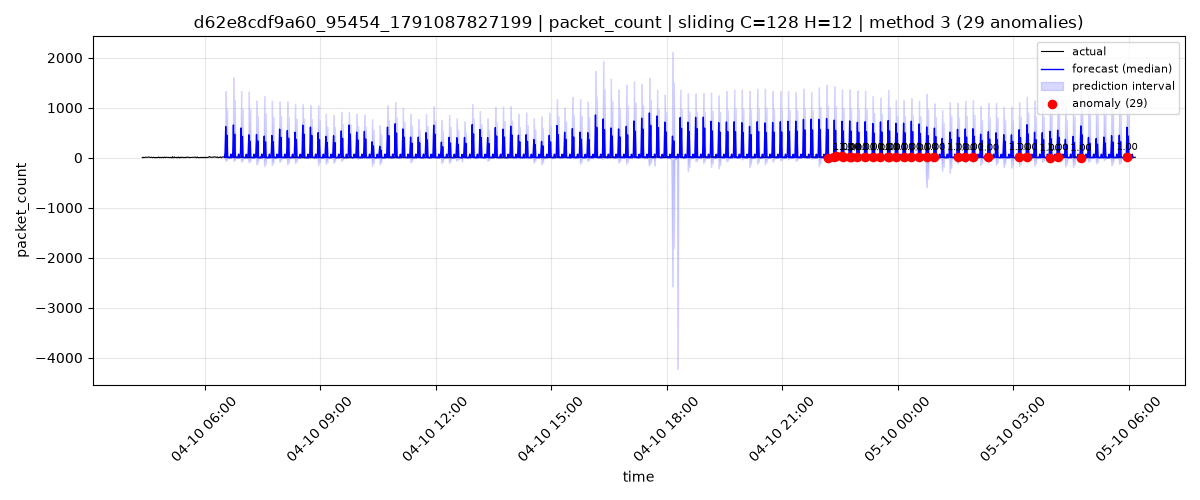 d62e8cdf9a60_95454_1791087827199 | packet_count | sliding C=128 H=12 | method 3 (29 anomalies)
actual
forecast (median)
prediction interval
anomaly (29)
2000
1000
0
−1000
−2000
−3000
−4000
packet_count
1.00
04-10 06:00
04-10 09:00
04-10 12:00
04-10 15:00
04-10 18:00
04-10 21:00
05-10 00:00
05-10 03:00
05-10 06:00
time